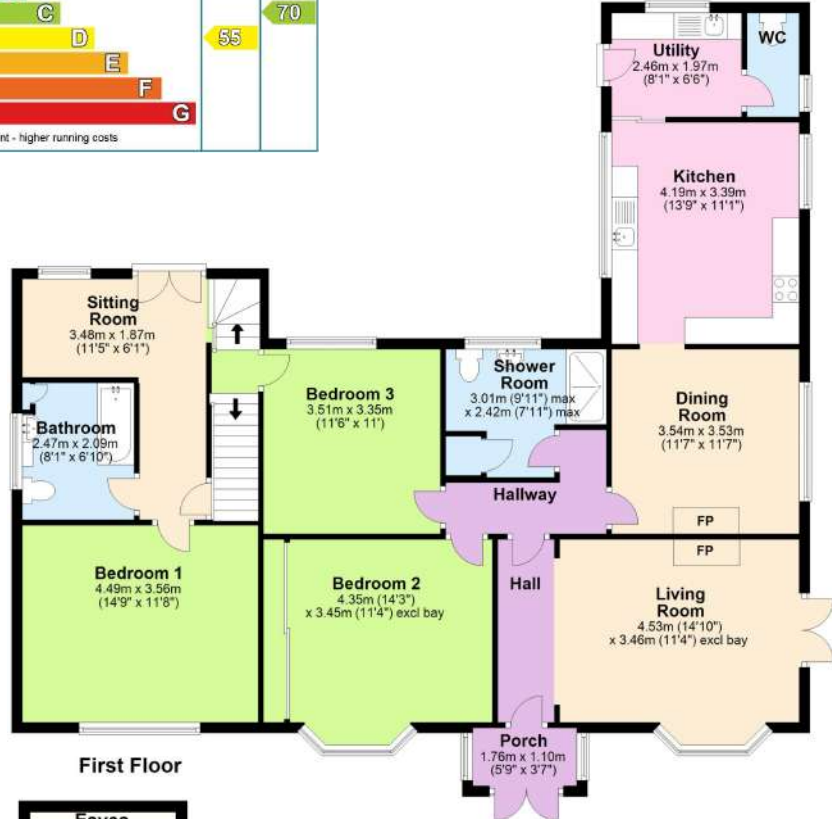 C
D
E
F
G
55
70
nt - higher running costs
Utility
2.46m x 1.97m
(8'1" x 6'6")
WC
Kitchen
4.19m x 3.39m
(13'9" x 11'1")
Sitting
Room
3.48m x 1.87m
(11'5" x 6'1")
Bathroom
2.47m x 2.09m
(8'1" x 6'10")
Bedroom 3
3.51m x 3.35m
(11'6" x 11')
Shower
Room
3.01m (9'11") max
x 2.42m (7'11") max
Dining
Room
3.54m x 3.53m
(11'7" x 11'7")
Hallway
FP
FP
Bedroom 1
4.49m x 3.56m
(14'9" x 11'8")
Bedroom 2
4.35m (14'3")
x 3.45m (11'4") excl bay
Hall
Living
Room
4.53m (14'10")
x 3.46m (11'4") excl bay
Porch
1.76m x 1.10m
(5'9" x 3'7")
First Floor
Eaves